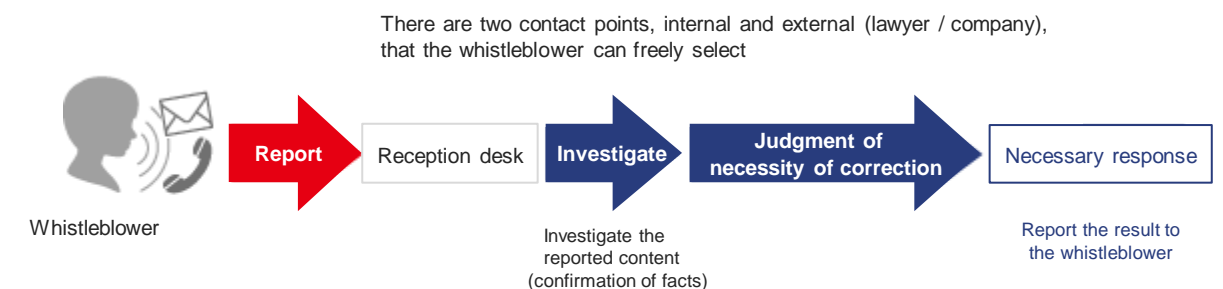 There are two contact points, internal and external (lawyer / company),
that the whistleblower can freely select
Report
Reception desk
Investigate
Judgment of
necessity of correction
Necessary response
Whistleblower
Investigate the
reported content
(confirmation of facts)
Report the result to
the whistleblower